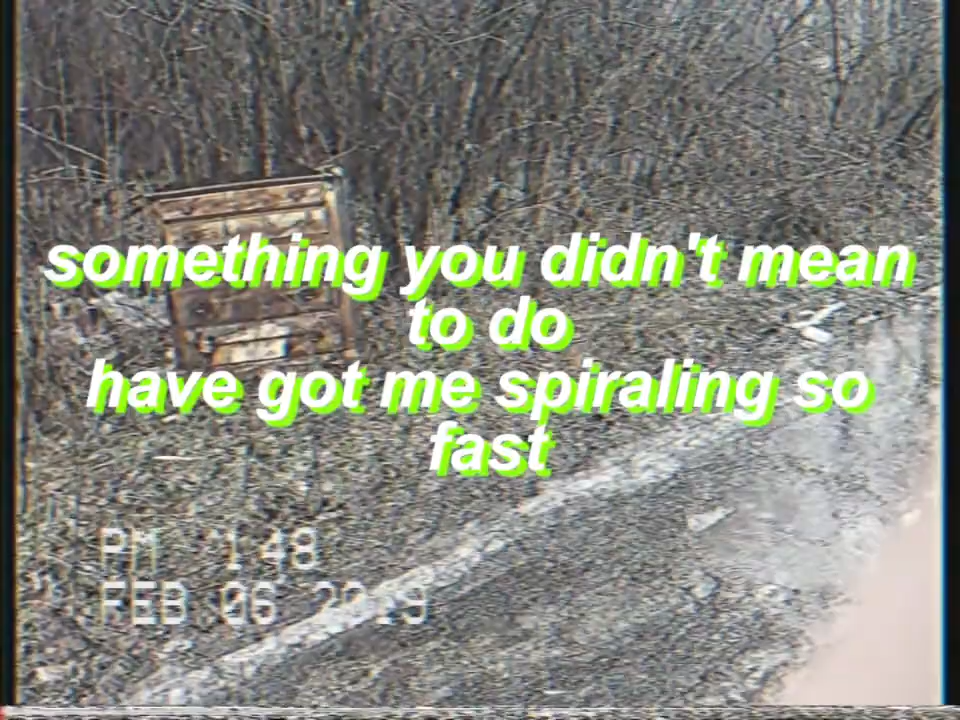 something you didn't mean
to do
have got me spiraling so
fast
PM 1:48
FEB 06 2019